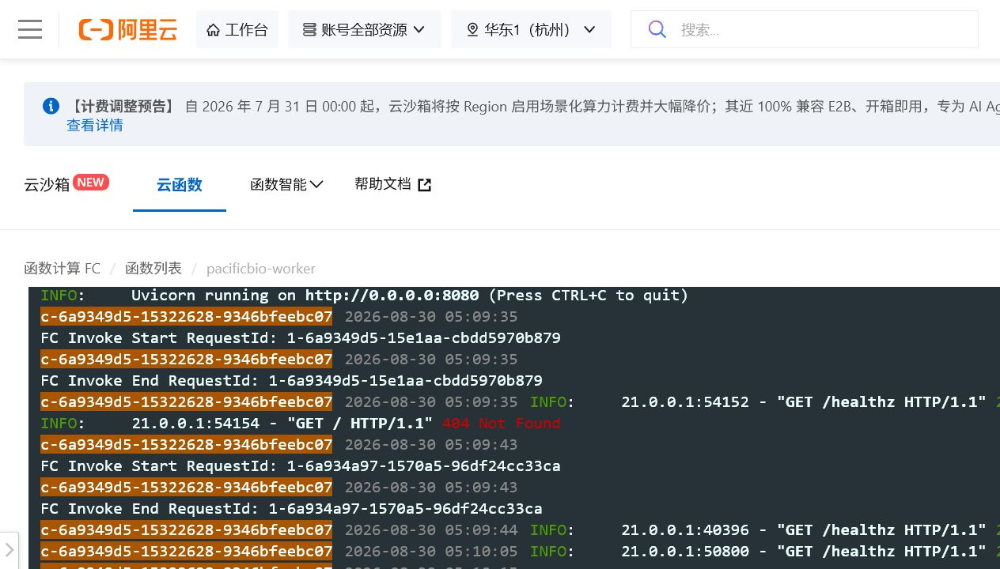 阿里云 工作台 账号全部资源 华东1（杭州） 搜索...
【计费调整预告】 自 2026 年 7 月 31 日 00:00 起，云沙箱将按 Region 启用场景化算力计费并大幅降价；其近 100% 兼容 E2B、开箱即用，专为 AI
查看详情
云沙箱 NEW 云函数 函数智能 帮助文档
函数计算 FC / 函数列表 / pacificbio-worker
INFO: Uvicorn running on http://0.0.0.0:8080 (Press CTRL+C to quit)
c-6a9349d5-15322628-9346bfeebc07 2026-08-30 05:09:35
FC Invoke Start RequestId: 1-6a9349d5-15e1aa-cbdd5970b879
c-6a9349d5-15322628-9346bfeebc07 2026-08-30 05:09:35
FC Invoke End RequestId: 1-6a9349d5-15e1aa-cbdd5970b879
c-6a9349d5-15322628-9346bfeebc07 2026-08-30 05:09:35 INFO: 21.0.0.1:54152 - "GET /healthz HTTP/1.1"
INFO: 21.0.0.1:54154 - "GET / HTTP/1.1" 404 Not Found
c-6a9349d5-15322628-9346bfeebc07 2026-08-30 05:09:43
FC Invoke Start RequestId: 1-6a934a97-1570a5-96df24cc33ca
c-6a9349d5-15322628-9346bfeebc07 2026-08-30 05:09:43
FC Invoke End RequestId: 1-6a934a97-1570a5-96df24cc33ca
c-6a9349d5-15322628-9346bfeebc07 2026-08-30 05:09:44 INFO: 21.0.0.1:40396 - "GET /healthz HTTP/1.1"
c-6a9349d5-15322628-9346bfeebc07 2026-08-30 05:10:05 INFO: 21.0.0.1:50800 - "GET /healthz HTTP/1.1"